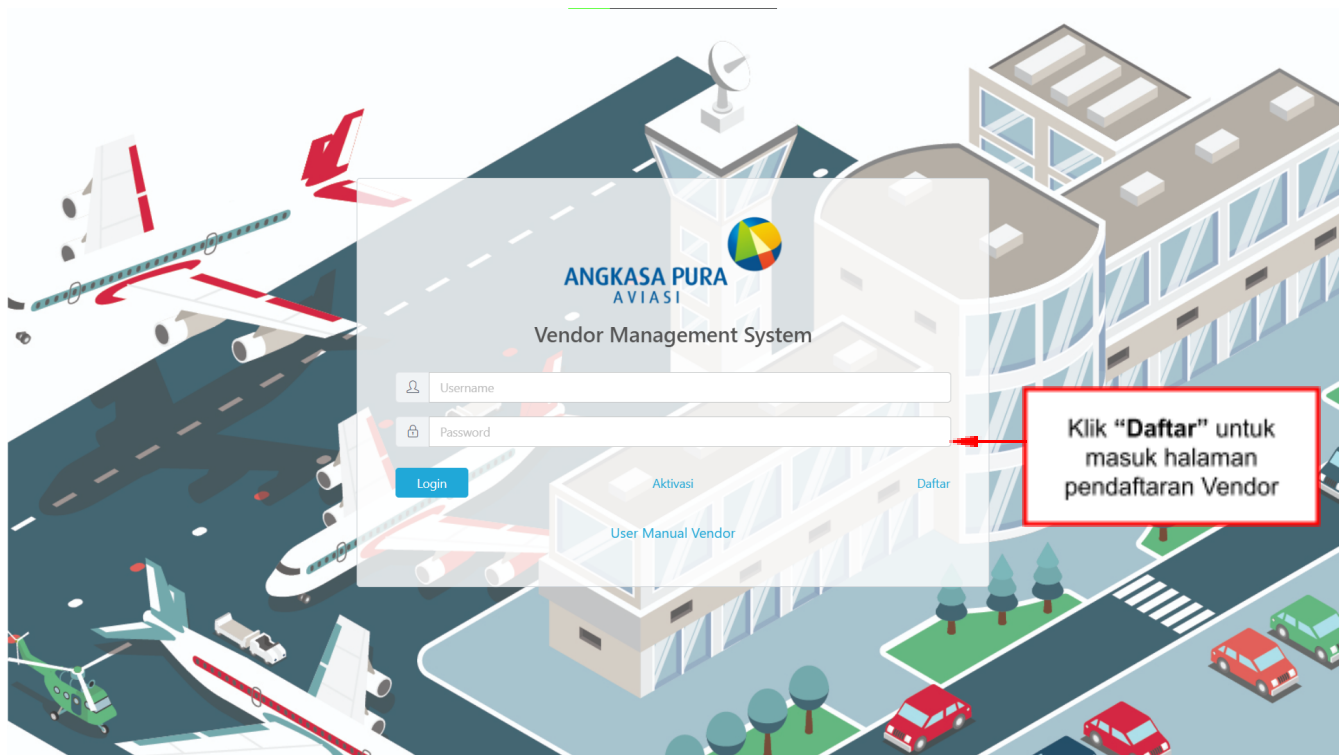 ANGKASA PURA
AVIASI
Vendor Management System
Username
Password
Klik “Daftar” untuk
masuk halaman
pendaftaran Vendor
Login
Aktivasi
Daftar
User Manual Vendor